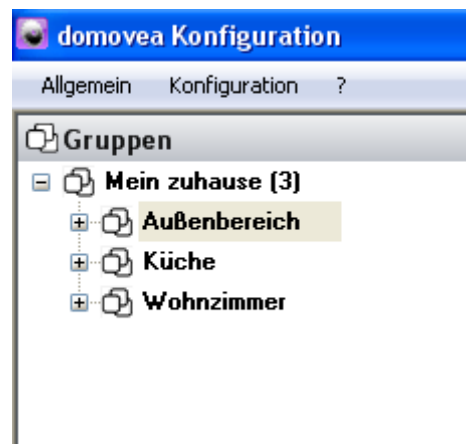 domovea Konfiguration
Allgemein Konfiguration ?
Gruppen
Mein zuhause (3)
Außenbereich
Küche
Wohnzimmer